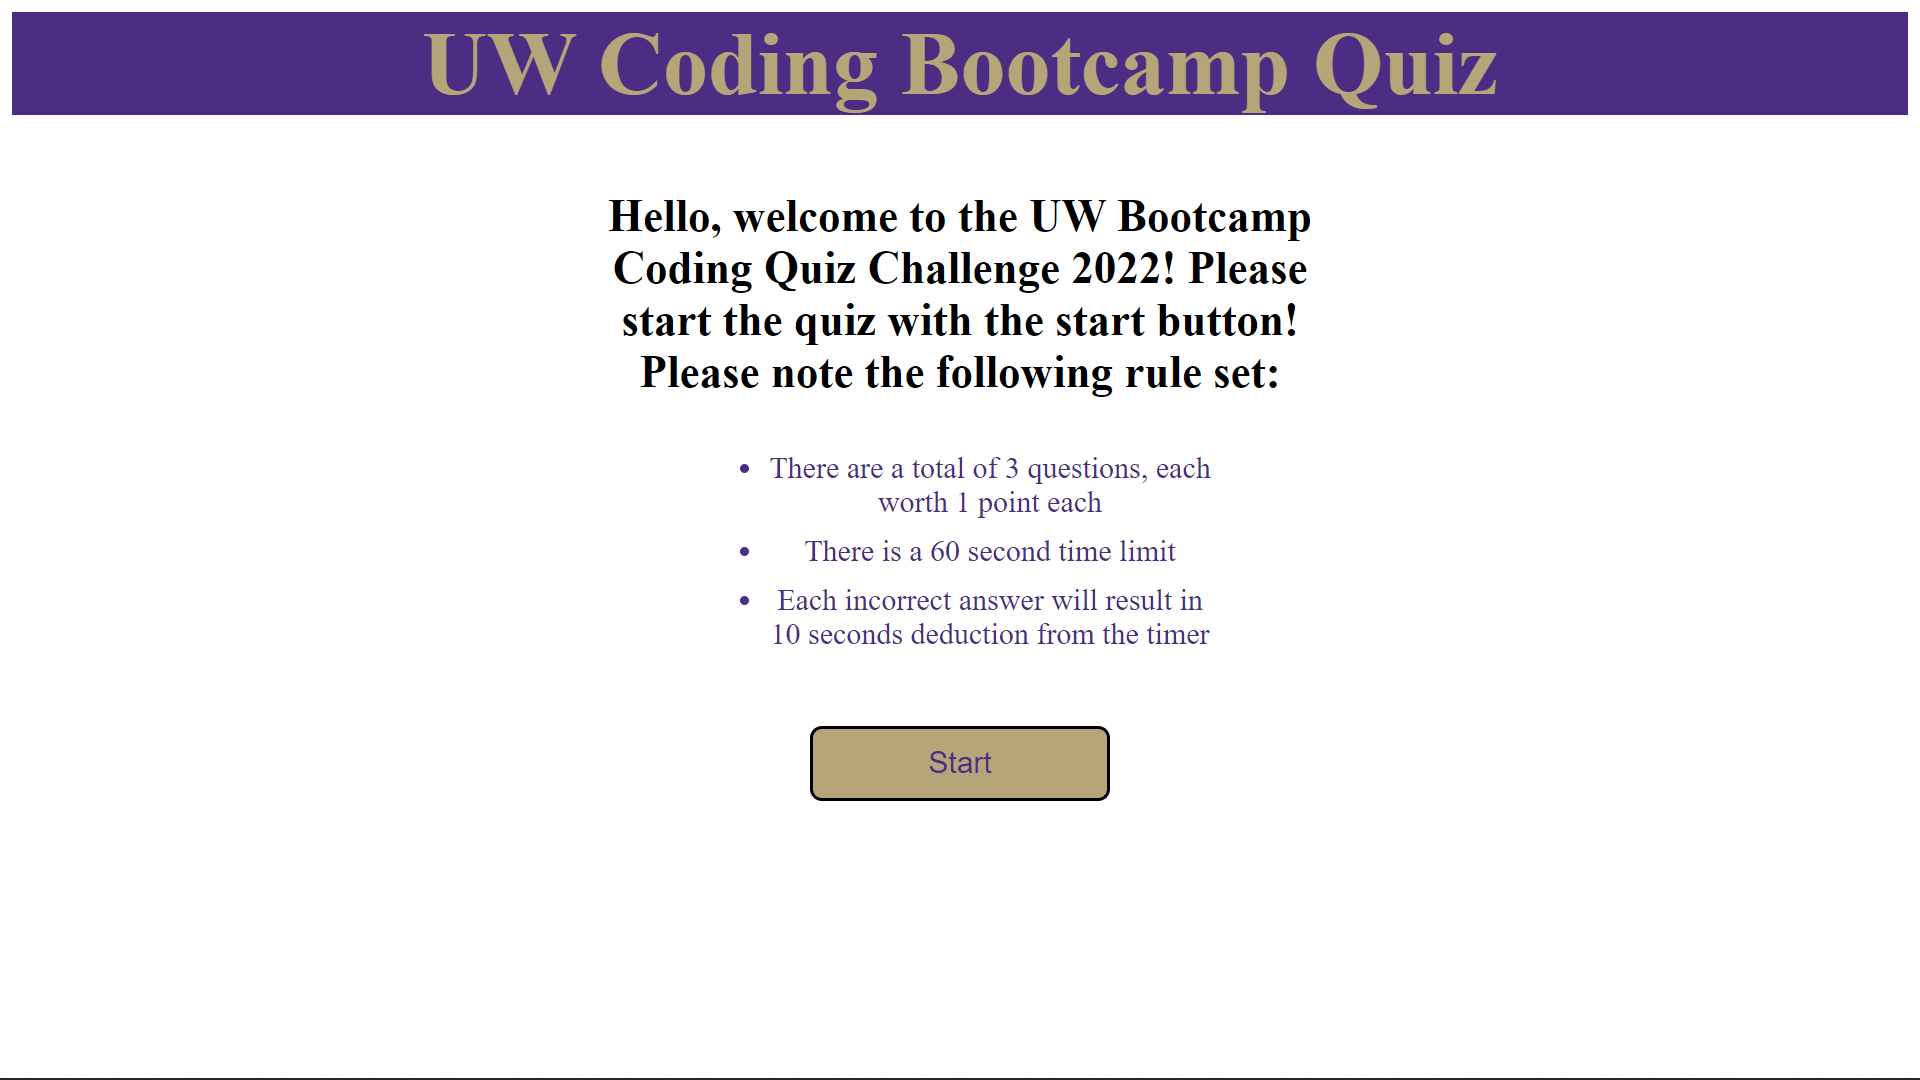 UW Coding Bootcamp Quiz
Hello, welcome to the UW Bootcamp
Coding Quiz Challenge 2022! Please
start the quiz with the start button!
Please note the following rule set:
• There are a total of 3 questions, each
worth 1 point each
• There is a 60 second time limit
• Each incorrect answer will result in
10 seconds deduction from the timer
Start